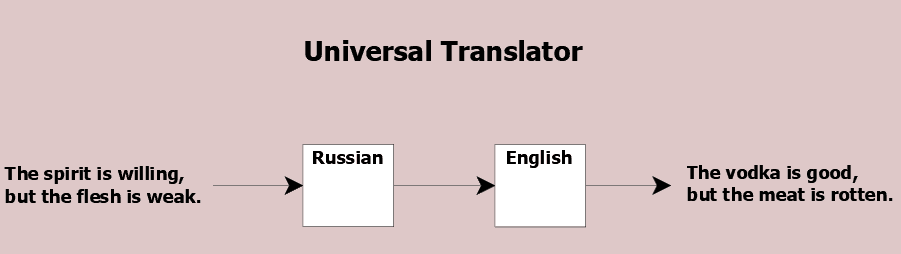 Universal Translator
The spirit is willing,
but the flesh is weak.
Russian
English
The vodka is good,
but the meat is rotten.